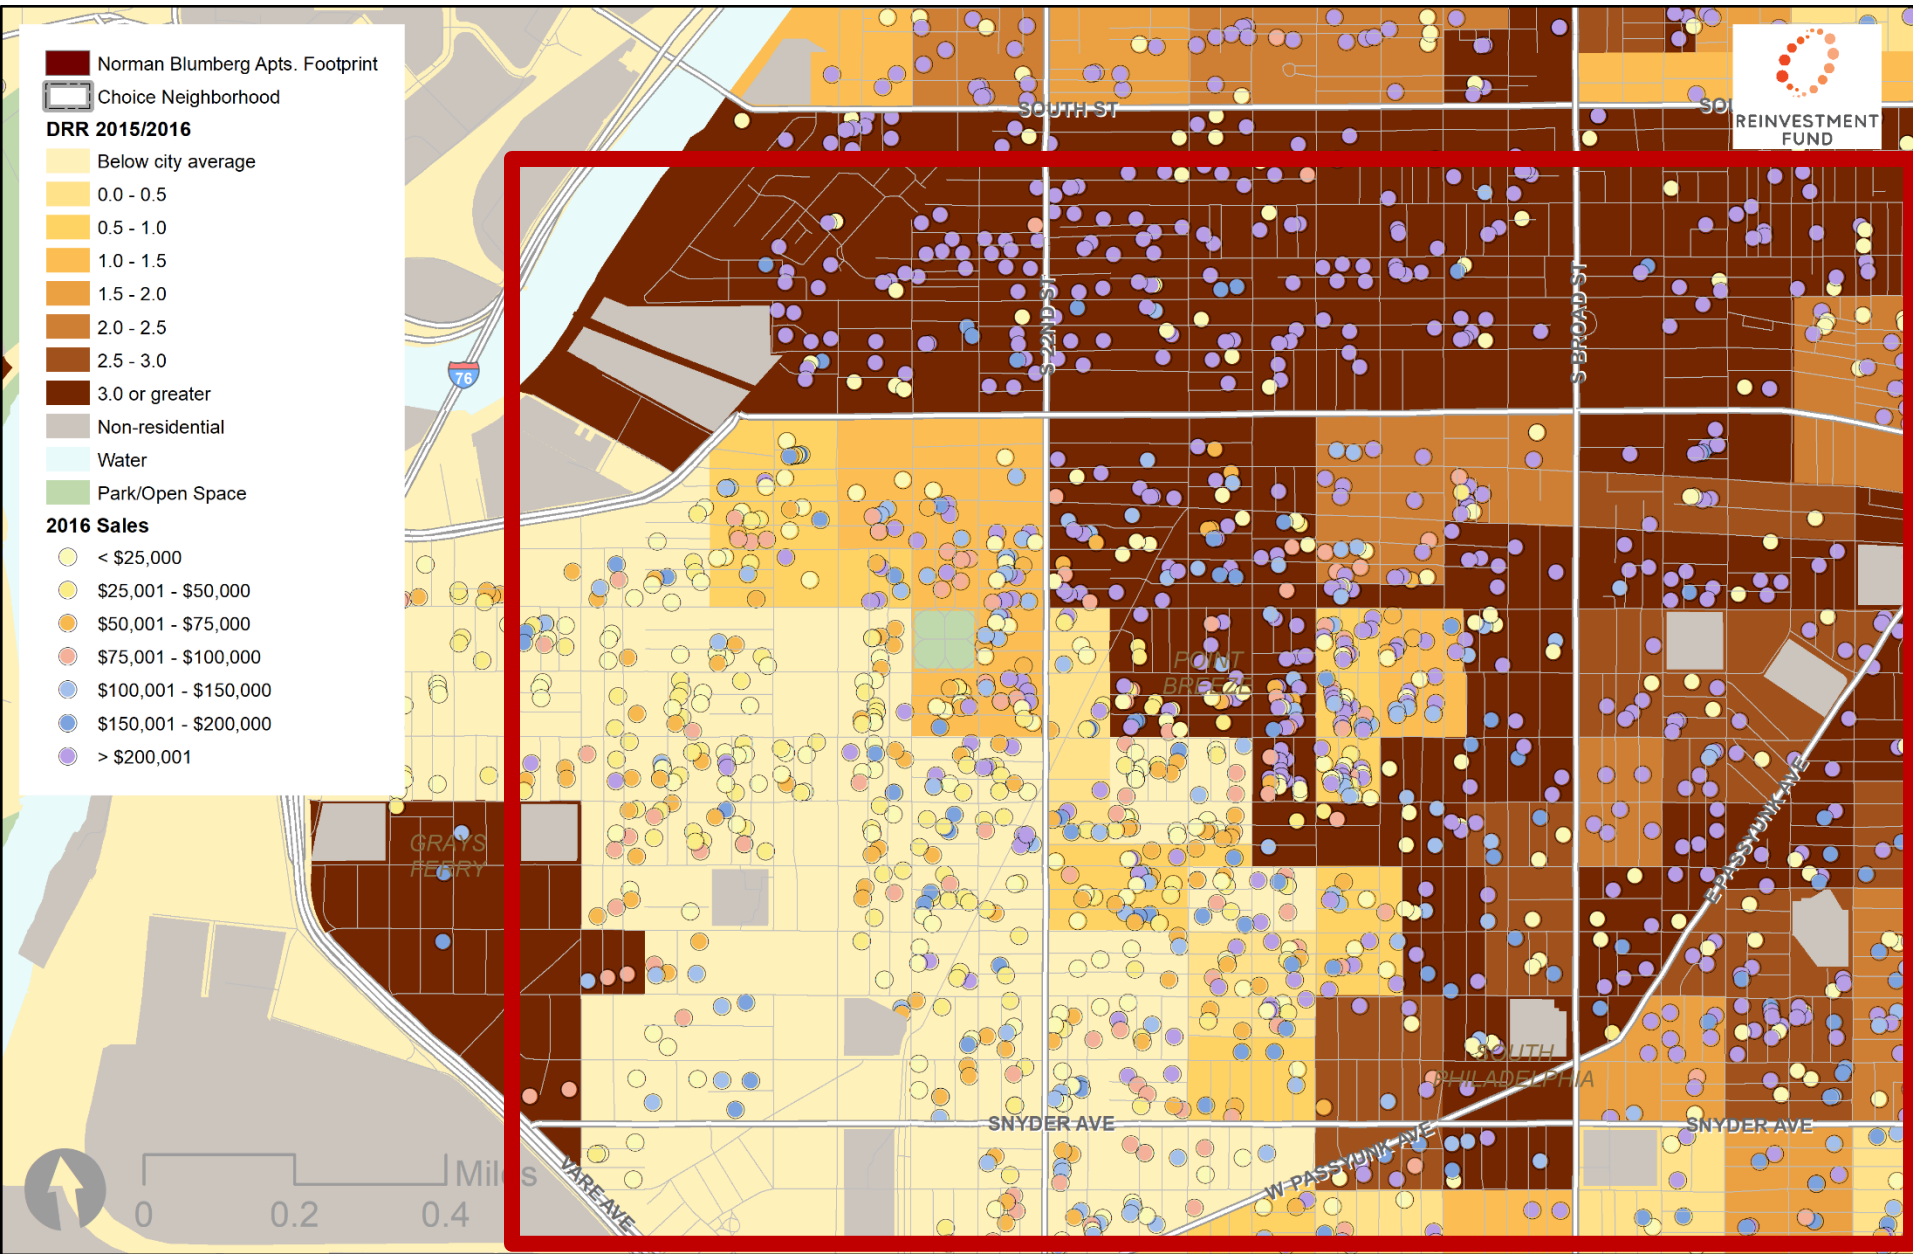 Norman Blumberg Apts. Footprint
Choice Neighborhood
DRR 2015/2016
Below city average
0.0 - 0.5
0.5 - 1.0
1.0 - 1.5
1.5 - 2.0
2.0 - 2.5
2.5 - 3.0
3.0 or greater
Non-residential
Water
Park/Open Space
2016 Sales
< $25,000
$25,001 - $50,000
$50,001 - $75,000
$75,001 - $100,000
$100,001 - $150,000
$150,001 - $200,000
> $200,001
REINVESTMENT
FUND
SOUTH ST
SO
S 22ND ST
S BROAD ST
76
POINT
BREEZE
GRAYS
FERRY
E PASSYUNK AVE
SOUTH
PHILADELPHIA
SNYDER AVE
SNYDER AVE
W PASSYUNK AVE
VARE AVE
Miles
0
0.2
0.4